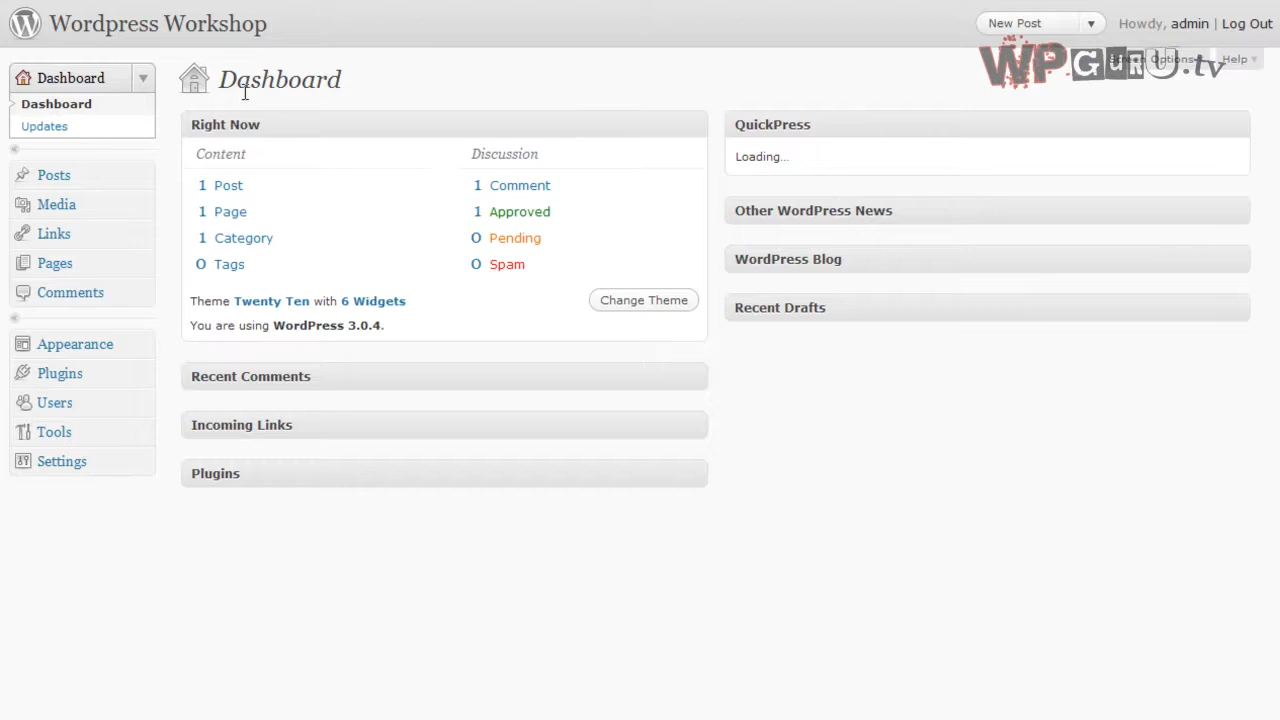 Wordpress Workshop
New Post
Howdy, admin | Log Out
WPGURU.tv
Screen Options
Help
Dashboard
Dashboard
Updates
Posts
Media
Links
Pages
Comments
Appearance
Plugins
Users
Tools
Settings
Dashboard
Right Now
Content
Discussion
1 Post
1 Comment
1 Page
1 Approved
1 Category
0 Pending
0 Tags
0 Spam
Theme Twenty Ten with 6 Widgets
Change Theme
You are using WordPress 3.0.4.
Recent Comments
Incoming Links
Plugins
QuickPress
Loading...
Other WordPress News
WordPress Blog
Recent Drafts